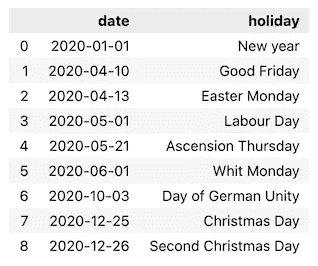 date holiday
0 2020-01-01 New year
1 2020-04-10 Good Friday
2 2020-04-13 Easter Monday
3 2020-05-01 Labour Day
4 2020-05-21 Ascension Thursday
5 2020-06-01 Whit Monday
6 2020-10-03 Day of German Unity
7 2020-12-25 Christmas Day
8 2020-12-26 Second Christmas Day